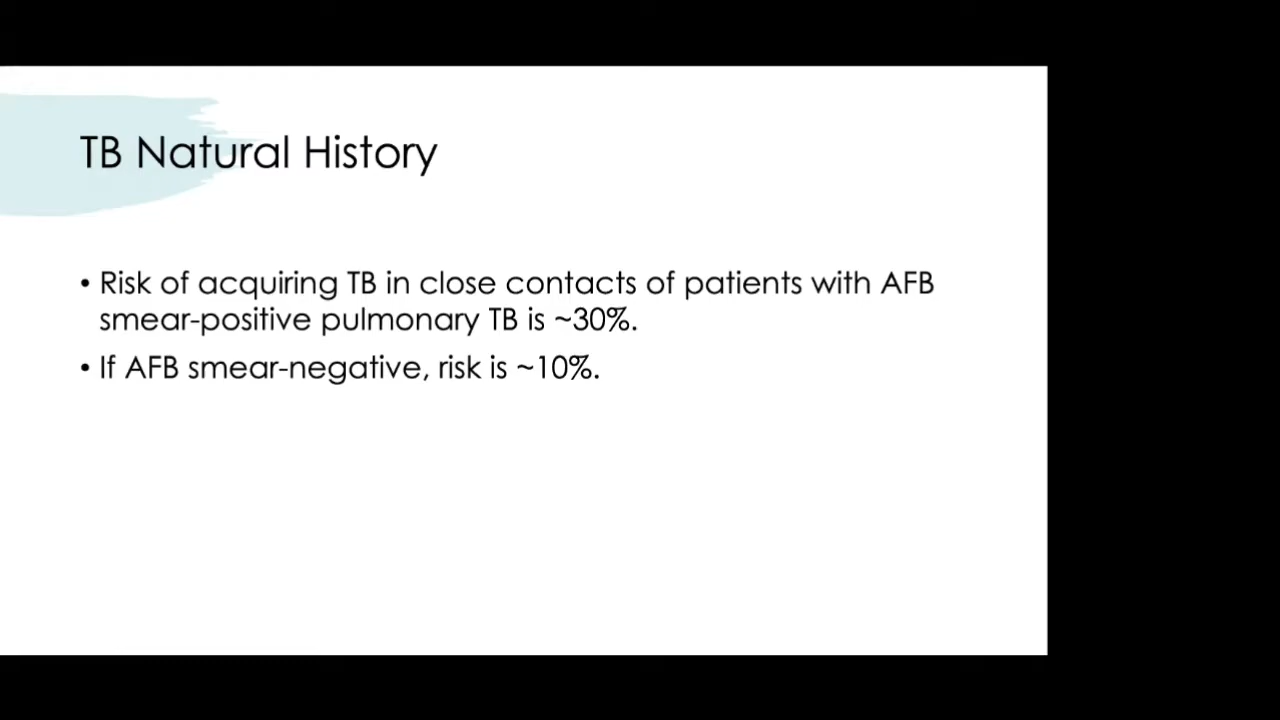 TB Natural History
• Risk of acquiring TB in close contacts of patients with AFB
smear-positive pulmonary TB is ~30%.
• If AFB smear-negative, risk is ~10%.